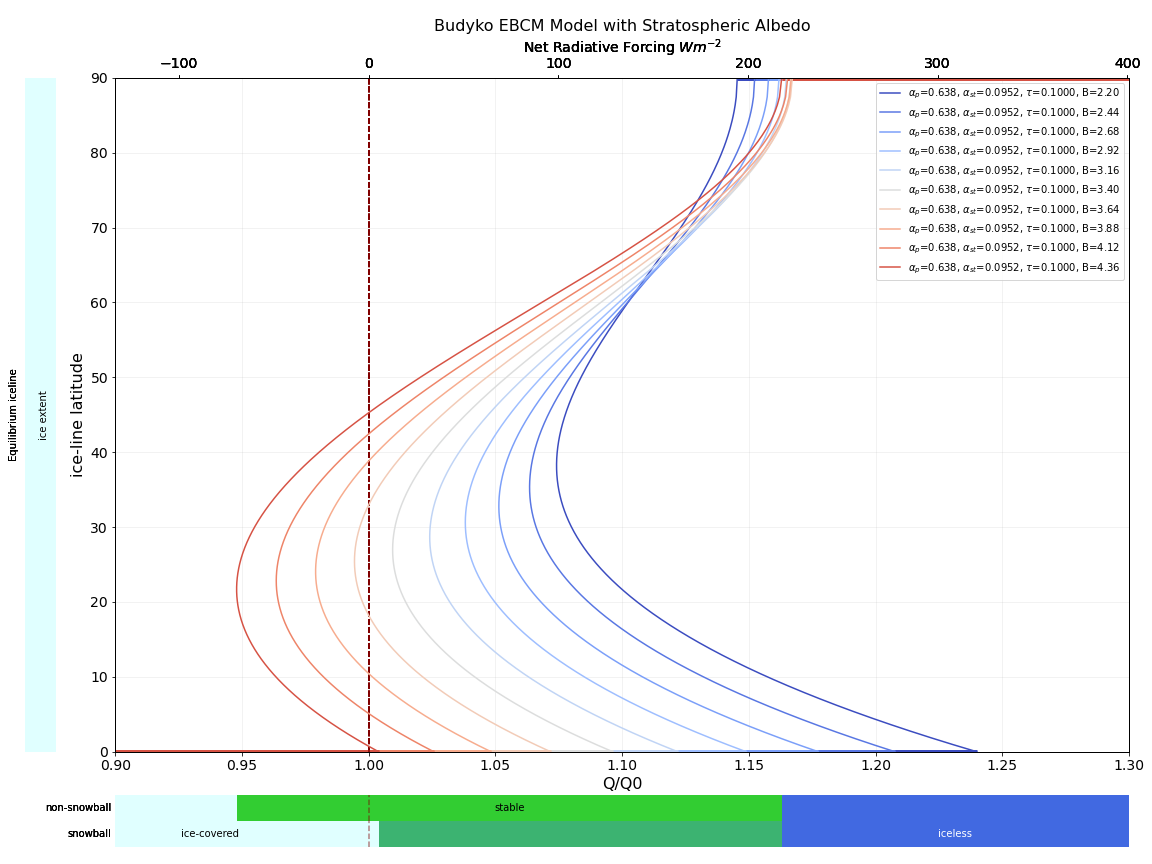 Budyko EBCM Model with Stratospheric Albedo
Net Radiative Forcing Wm⁻²
−100 0 100 200 300 400
90
80
70
60
50
40
30
20
10
0
Equilibrium iceline
ice extent
ice-line latitude
αp=0.638, αst=0.0952, τ=0.1000, B=2.20
αp=0.638, αst=0.0952, τ=0.1000, B=2.44
αp=0.638, αst=0.0952, τ=0.1000, B=2.68
αp=0.638, αst=0.0952, τ=0.1000, B=2.92
αp=0.638, αst=0.0952, τ=0.1000, B=3.16
αp=0.638, αst=0.0952, τ=0.1000, B=3.40
αp=0.638, αst=0.0952, τ=0.1000, B=3.64
αp=0.638, αst=0.0952, τ=0.1000, B=3.88
αp=0.638, αst=0.0952, τ=0.1000, B=4.12
αp=0.638, αst=0.0952, τ=0.1000, B=4.36
0.90 0.95 1.00 1.05 1.10 1.15 1.20 1.25 1.30
Q/Q0
non-snowball stable
snowball ice-covered iceless